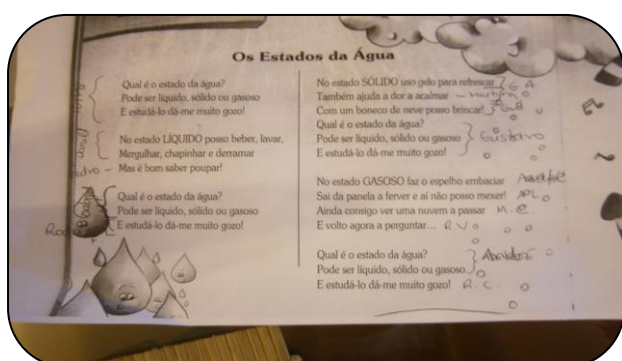 Os Estados da Água
Qual é o estado da água?
Pode ser líquido, sólido ou gasoso
E estudá-lo dá-me muito gozo!
No estado LÍQUIDO posso beber, lavar,
Mergulhar, chapinhar e derramar
Mas é bom saber poupar!
Qual é o estado da água?
Pode ser líquido, sólido ou gasoso
E estudá-lo dá-me muito gozo!
No estado SÓLIDO uso gelo para refrescar G A
Também ajuda a dor a acalmar – Martim
Com um boneco de neve posso brincar! G A
Qual é o estado da água?
Pode ser líquido, sólido ou gasoso Gustavo
E estudá-lo dá-me muito gozo!
No estado GASOSO faz o espelho embaciar
Sai da panela a ferver e aí não posso mexer!
Ainda consigo ver uma nuvem a passar M. C.
E volto agora a perguntar... R V
Qual é o estado da água?
Pode ser líquido, sólido ou gasoso
E estudá-lo dá-me muito gozo! R. C.